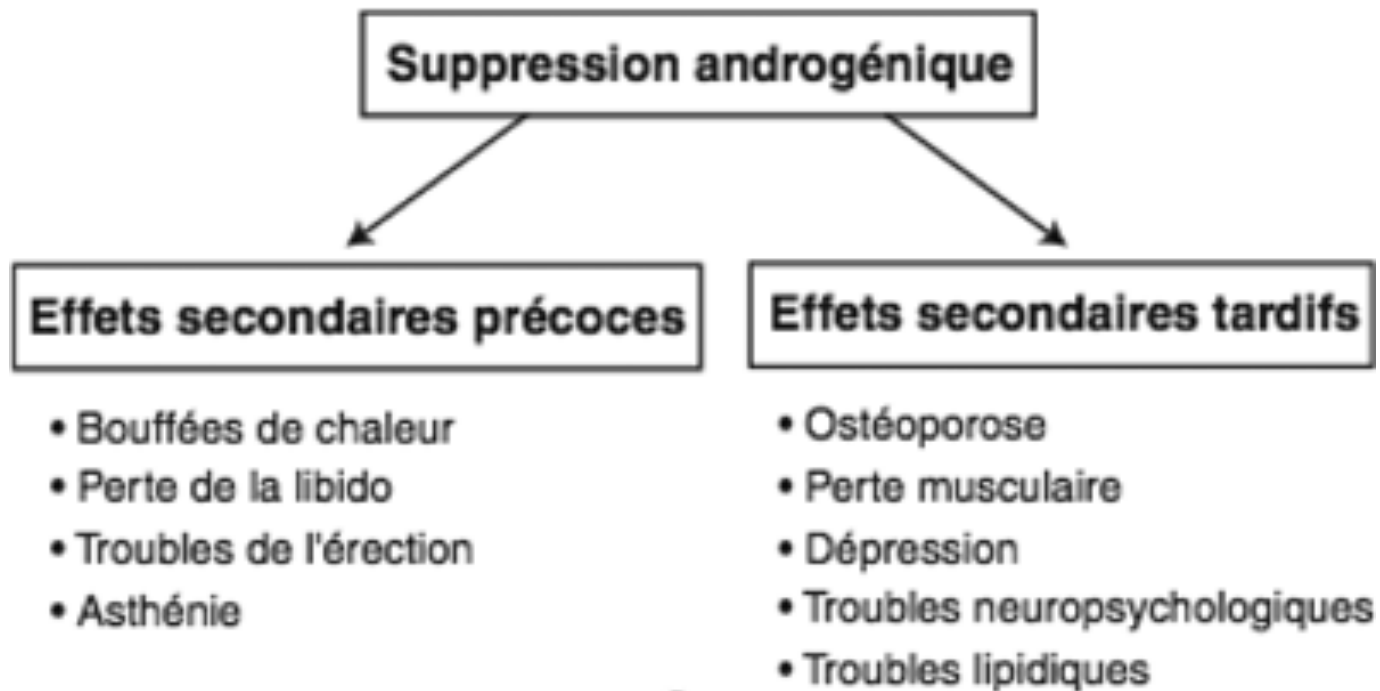 Suppression androgénique
Effets secondaires précoces
• Bouffées de chaleur
• Perte de la libido
• Troubles de l'érection
• Asthénie
Effets secondaires tardifs
• Ostéoporose
• Perte musculaire
• Dépression
• Troubles neuropsychologiques
• Troubles lipidiques